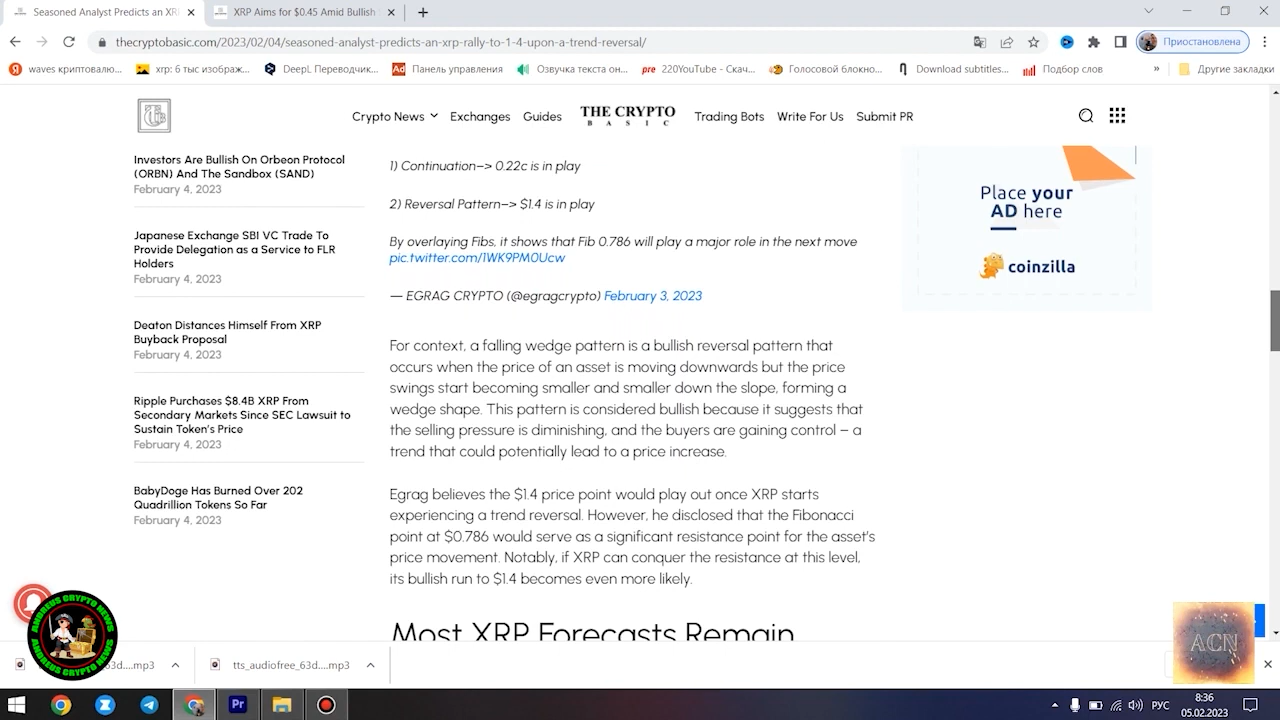 Seasoned Analyst Predicts an XRP
XRP Aims for $0.45 Amid Bullish
thecryptobasic.com/2023/02/04/seasoned-analyst-predicts-an-xrp-rally-to-1-4-upon-a-trend-reversal/
Приостановлена
waves криптовалю...
xrp: 6 тыс изображ...
DeepL Переводчик...
Панель управления
Озвучка текста он...
220YouTube - Скач...
Голосовой блокно...
Download subtitles...
Подбор слов
»
Другие закладки
Crypto News
Exchanges
Guides
THE CRYPTO
BASIC
Trading Bots
Write For Us
Submit PR
Investors Are Bullish On Orbeon Protocol
(ORBN) And The Sandbox (SAND)
February 4, 2023
Japanese Exchange SBI VC Trade To
Provide Delegation as a Service to FLR
Holders
February 4, 2023
Deaton Distances Himself From XRP
Buyback Proposal
February 4, 2023
Ripple Purchases $8.4B XRP From
Secondary Markets Since SEC Lawsuit to
Sustain Token's Price
February 4, 2023
BabyDoge Has Burned Over 202
Quadrillion Tokens So Far
February 4, 2023
1) Continuation–> 0.22c is in play
2) Reversal Pattern–> $1.4 is in play
By overlaying Fibs, it shows that Fib 0.786 will play a major role in the next move
pic.twitter.com/1WK9PM0Ucw
— EGRAG CRYPTO (@egragcrypto) February 3, 2023
For context, a falling wedge pattern is a bullish reversal pattern that
occurs when the price of an asset is moving downwards but the price
swings start becoming smaller and smaller down the slope, forming a
wedge shape. This pattern is considered bullish because it suggests that
the selling pressure is diminishing, and the buyers are gaining control – a
trend that could potentially lead to a price increase.
Egrag believes the $1.4 price point would play out once XRP starts
experiencing a trend reversal. However, he disclosed that the Fibonacci
point at $0.786 would serve as a significant resistance point for the asset's
price movement. Notably, if XRP can conquer the resistance at this level,
its bullish run to $1.4 becomes even more likely.
Most XRP Forecasts Remain
Place your
AD here
coinzilla
ANDREUS CRYPTO NEWS
ANDREUS CRYPTO NEWS
ACN
63d....mp3
tts_audiofree_63d....mp3
РУС
8:36
05.02.2023